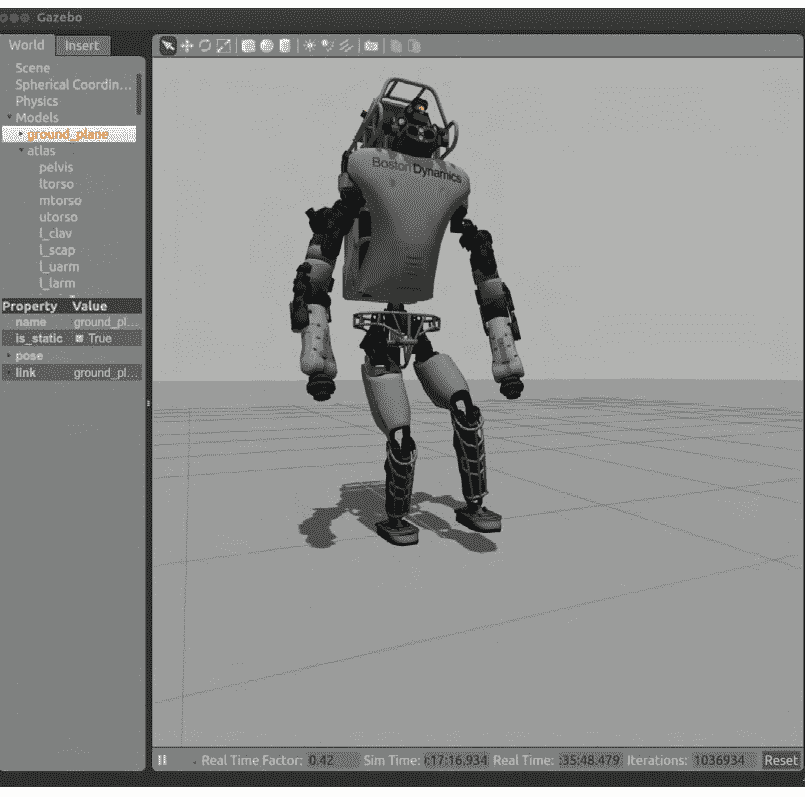 Gazebo
World Insert
Scene
Spherical Coordin...
Physics
Models
ground_plane
atlas
pelvis
ltorso
mtorso
utorso
l_clav
l_scap
l_uarm
l_larm
Property Value
name ground_pl...
is_static True
pose
link ground_pl...
Boston Dynamics
Real Time Factor: 0.42 Sim Time: :17:16.934 Real Time: :35:48.479 Iterations: 1036934 Reset